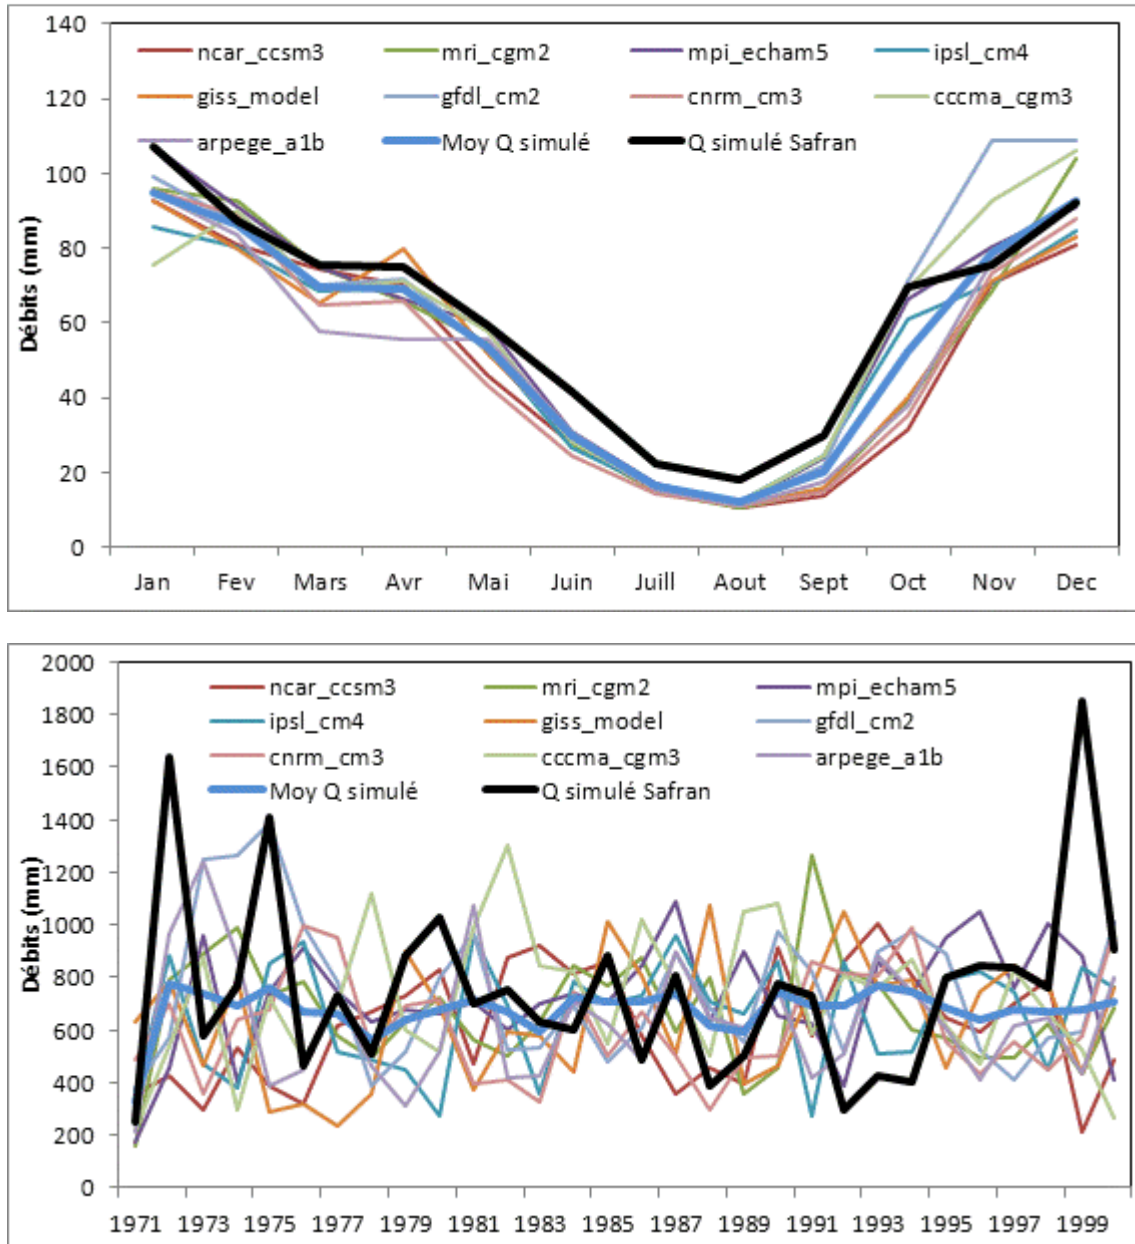 140
120
100
80
60
40
20
0
Débits (mm)
ncar_ccsm3 mri_cgm2 mpi_echam5 ipsl_cm4
giss_model gfdl_cm2 cnrm_cm3 cccma_cgm3
arpege_a1b Moy Q simulé Q simulé Safran
Jan Fev Mars Avr Mai Juin Juill Aout Sept Oct Nov Dec
2000
1800
1600
1400
1200
1000
800
600
400
200
0
Débits (mm)
ncar_ccsm3 mri_cgm2 mpi_echam5
ipsl_cm4 giss_model gfdl_cm2
cnrm_cm3 cccma_cgm3 arpege_a1b
Moy Q simulé Q simulé Safran
1971 1973 1975 1977 1979 1981 1983 1985 1987 1989 1991 1993 1995 1997 1999